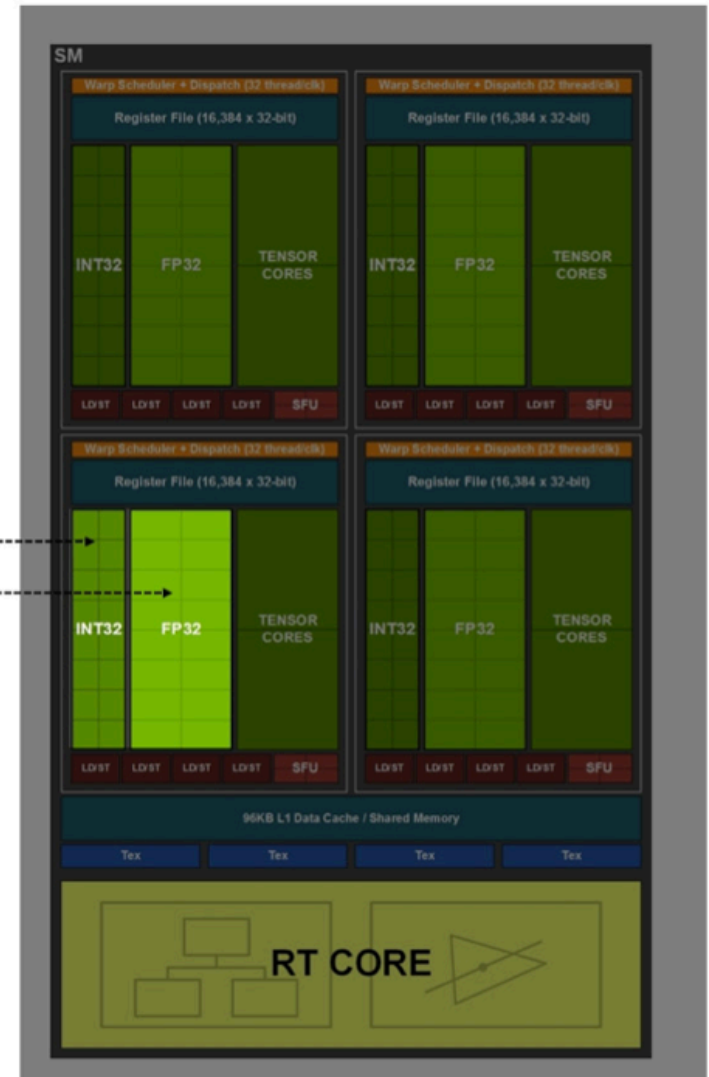 SM
Warp Scheduler + Dispatch (32 thread/clk) Warp Scheduler + Dispatch (32 thread/clk)
Register File (16,384 x 32-bit) Register File (16,384 x 32-bit)
INT32 FP32 TENSOR CORES INT32 FP32 TENSOR CORES
LD/ST LD/ST LD/ST LD/ST SFU LD/ST LD/ST LD/ST LD/ST SFU
Warp Scheduler + Dispatch (32 thread/clk) Warp Scheduler + Dispatch (32 thread/clk)
Register File (16,384 x 32-bit) Register File (16,384 x 32-bit)
INT32 FP32 TENSOR CORES INT32 FP32 TENSOR CORES
LD/ST LD/ST LD/ST LD/ST SFU LD/ST LD/ST LD/ST LD/ST SFU
96KB L1 Data Cache / Shared Memory
Tex Tex Tex Tex
RT CORE